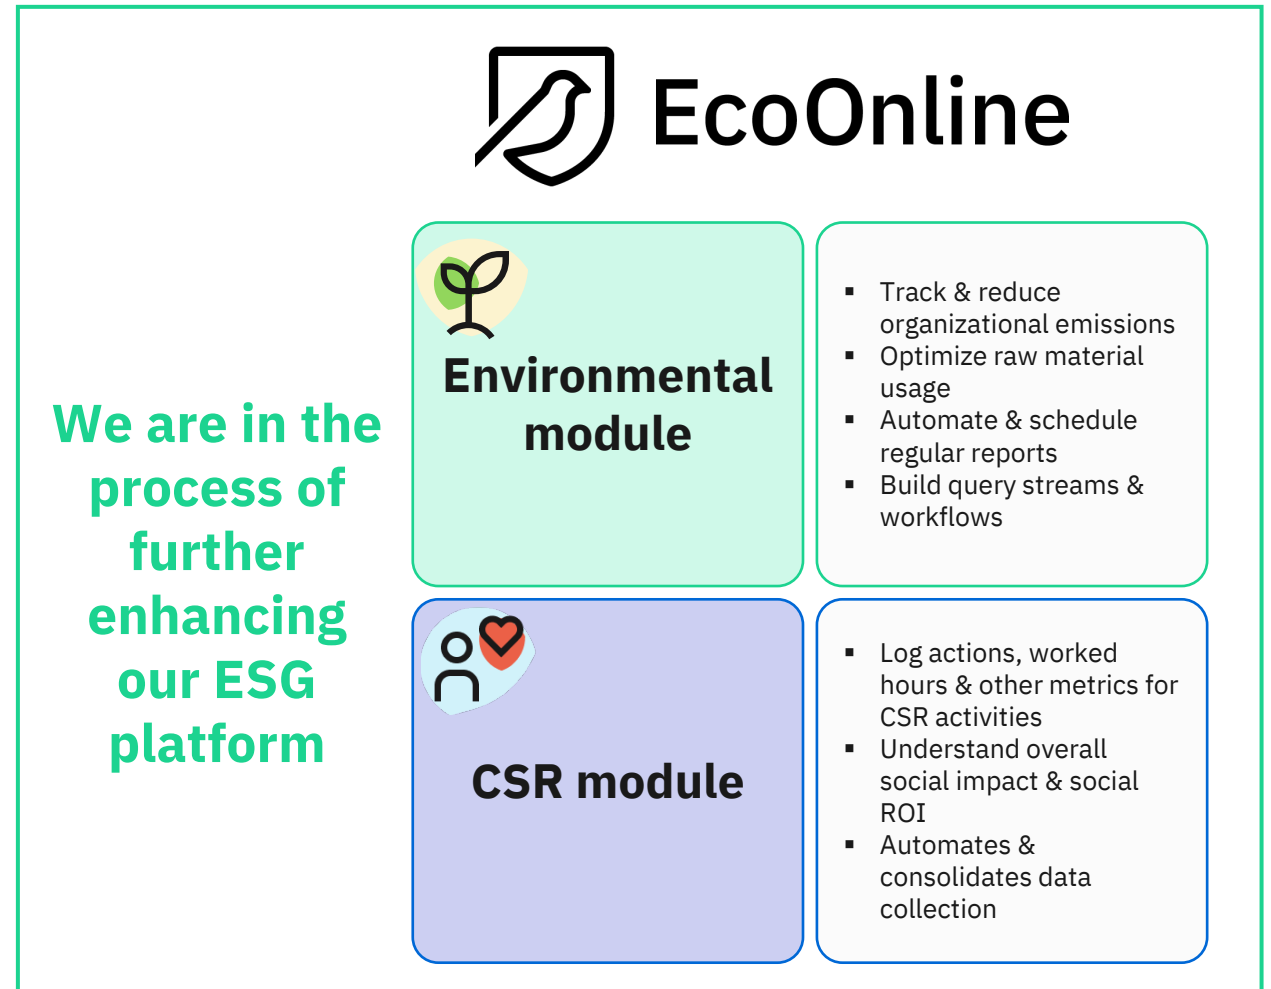 EcoOnline
We are in the
process of
further
enhancing
our ESG
platform
Environmental
module
▪ Track & reduce
organizational emissions
▪ Optimize raw material
usage
▪ Automate & schedule
regular reports
▪ Build query streams &
workflows
CSR module
▪ Log actions, worked
hours & other metrics for
CSR activities
▪ Understand overall
social impact & social
ROI
▪ Automates &
consolidates data
collection